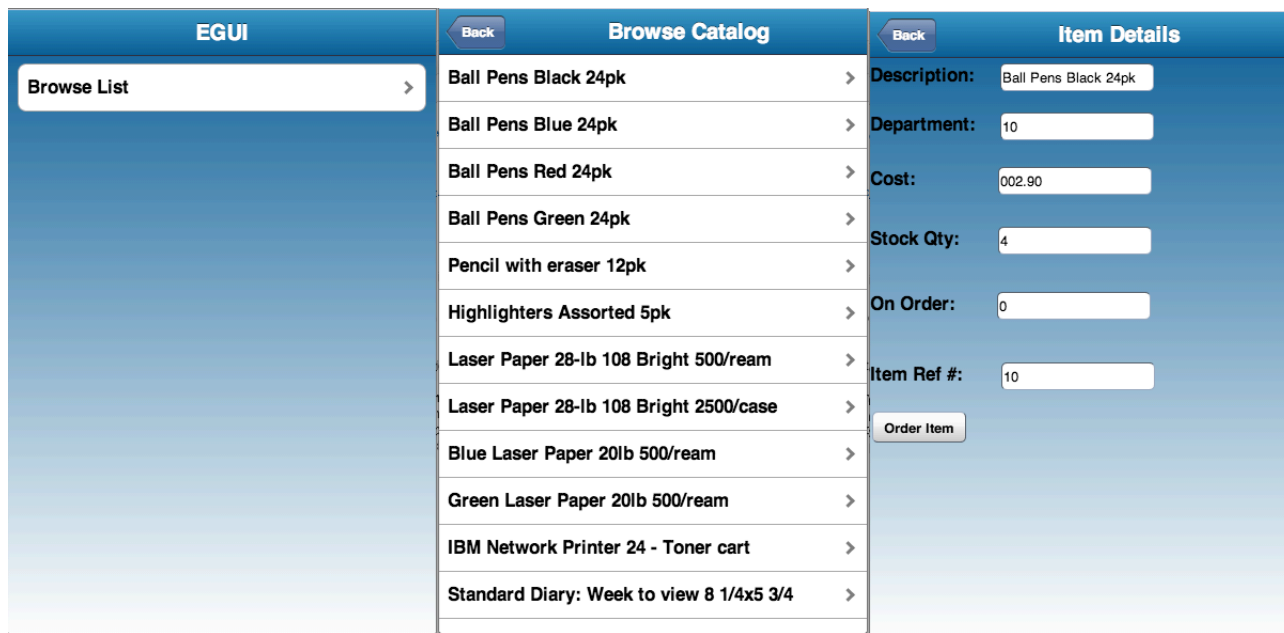 EGUI
Browse List
Back
Browse Catalog
Ball Pens Black 24pk
Ball Pens Blue 24pk
Ball Pens Red 24pk
Ball Pens Green 24pk
Pencil with eraser 12pk
Highlighters Assorted 5pk
Laser Paper 28-lb 108 Bright 500/ream
Laser Paper 28-lb 108 Bright 2500/case
Blue Laser Paper 20lb 500/ream
Green Laser Paper 20lb 500/ream
IBM Network Printer 24 - Toner cart
Standard Diary: Week to view 8 1/4x5 3/4
Back
Item Details
Description: Ball Pens Black 24pk
Department: 10
Cost: 002.90
Stock Qty: 4
On Order: 0
Item Ref #: 10
Order Item